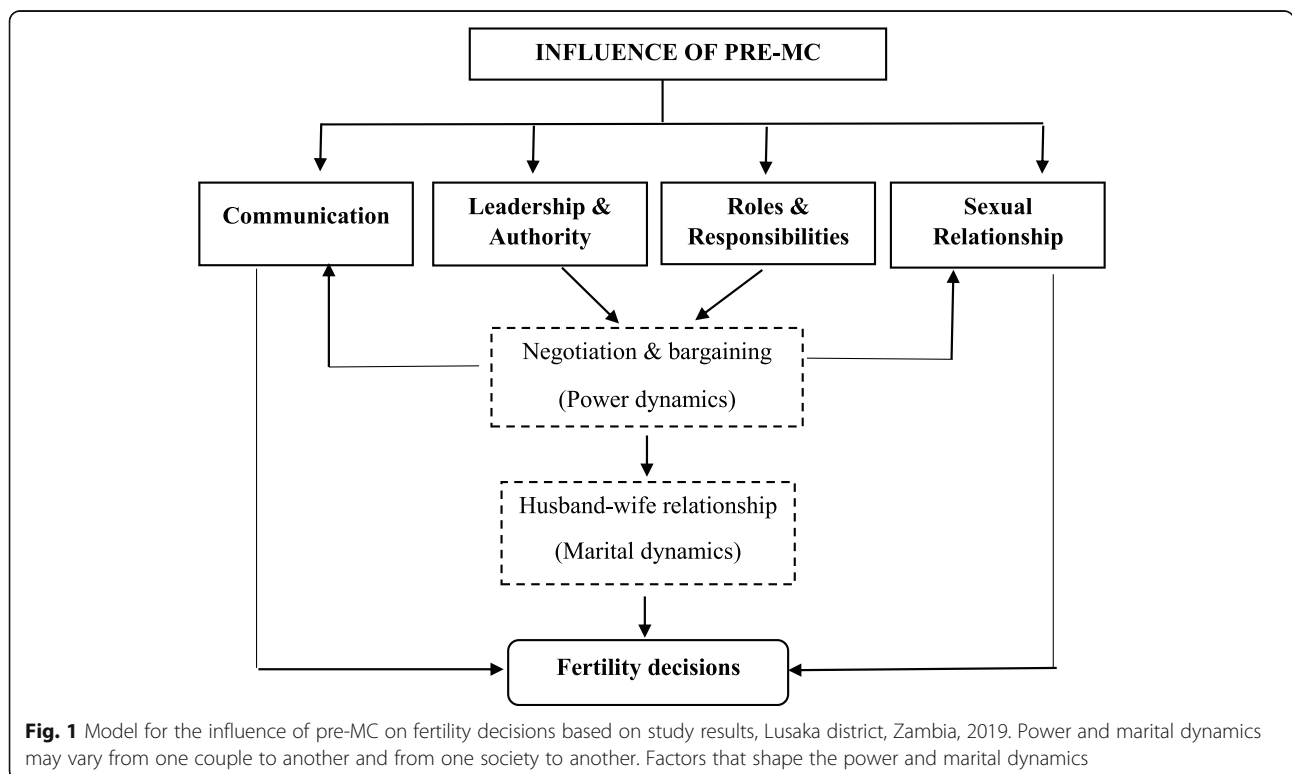 INFLUENCE OF PRE-MC
Communication
Leadership &
Authority
Roles &
Responsibilities
Sexual
Relationship
Negotiation & bargaining
(Power dynamics)
Husband-wife relationship
(Marital dynamics)
Fertility decisions
Fig. 1 Model for the influence of pre-MC on fertility decisions based on study results, Lusaka district, Zambia, 2019. Power and marital dynamics
may vary from one couple to another and from one society to another. Factors that shape the power and marital dynamics